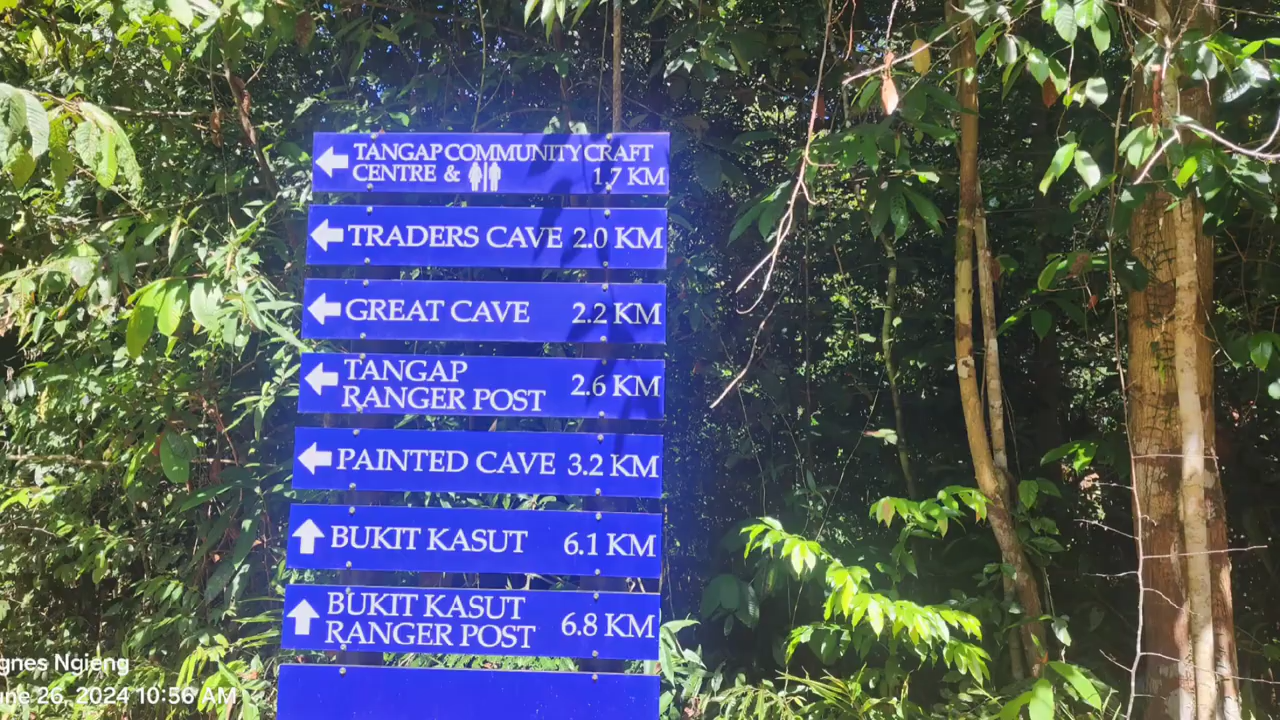 TANGAP COMMUNITY CRAFT
CENTRE & 1.7 KM
TRADERS CAVE 2.0 KM
GREAT CAVE 2.2 KM
TANGAP
RANGER POST 2.6 KM
PAINTED CAVE 3.2 KM
BUKIT KASUT 6.1 KM
BUKIT KASUT
RANGER POST 6.8 KM
gnes Ngieng
une 26, 2024 10:56 AM